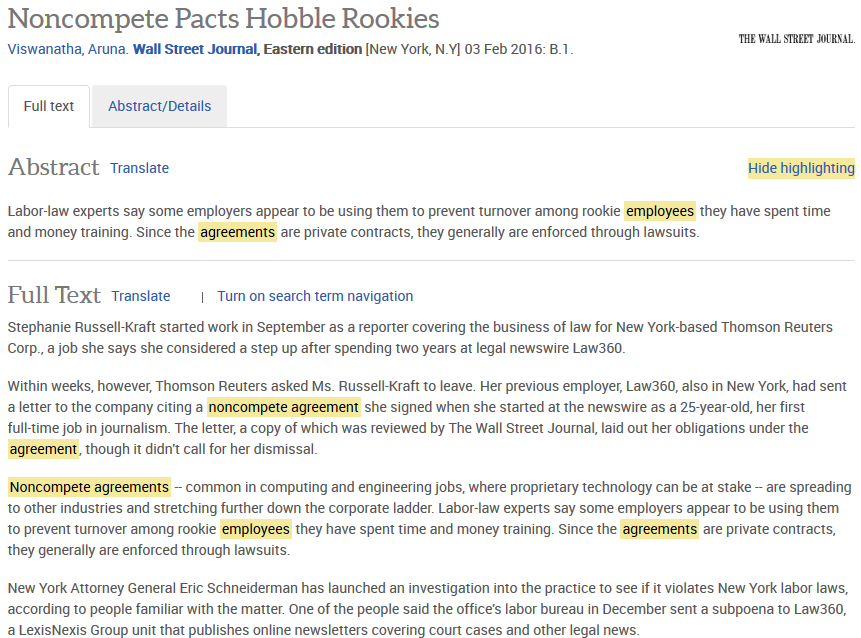 Noncompete Pacts Hobble Rookies
Viswanatha, Aruna. Wall Street Journal, Eastern edition [New York, N.Y] 03 Feb 2016: B.1.
THE WALL STREET JOURNAL.
Full text
Abstract/Details
Abstract Translate
Hide highlighting
Labor-law experts say some employers appear to be using them to prevent turnover among rookie employees they have spent time
and money training. Since the agreements are private contracts, they generally are enforced through lawsuits.
Full Text Translate | Turn on search term navigation
Stephanie Russell-Kraft started work in September as a reporter covering the business of law for New York-based Thomson Reuters
Corp., a job she says she considered a step up after spending two years at legal newswire Law360.
Within weeks, however, Thomson Reuters asked Ms. Russell-Kraft to leave. Her previous employer, Law360, also in New York, had sent
a letter to the company citing a noncompete agreement she signed when she started at the newswire as a 25-year-old, her first
full-time job in journalism. The letter, a copy of which was reviewed by The Wall Street Journal, laid out her obligations under the
agreement, though it didn't call for her dismissal.
Noncompete agreements -- common in computing and engineering jobs, where proprietary technology can be at stake -- are spreading
to other industries and stretching further down the corporate ladder. Labor-law experts say some employers appear to be using them
to prevent turnover among rookie employees they have spent time and money training. Since the agreements are private contracts,
they generally are enforced through lawsuits.
New York Attorney General Eric Schneiderman has launched an investigation into the practice to see if it violates New York labor laws,
according to people familiar with the matter. One of the people said the office's labor bureau in December sent a subpoena to Law360,
a LexisNexis Group unit that publishes online newsletters covering court cases and other legal news.